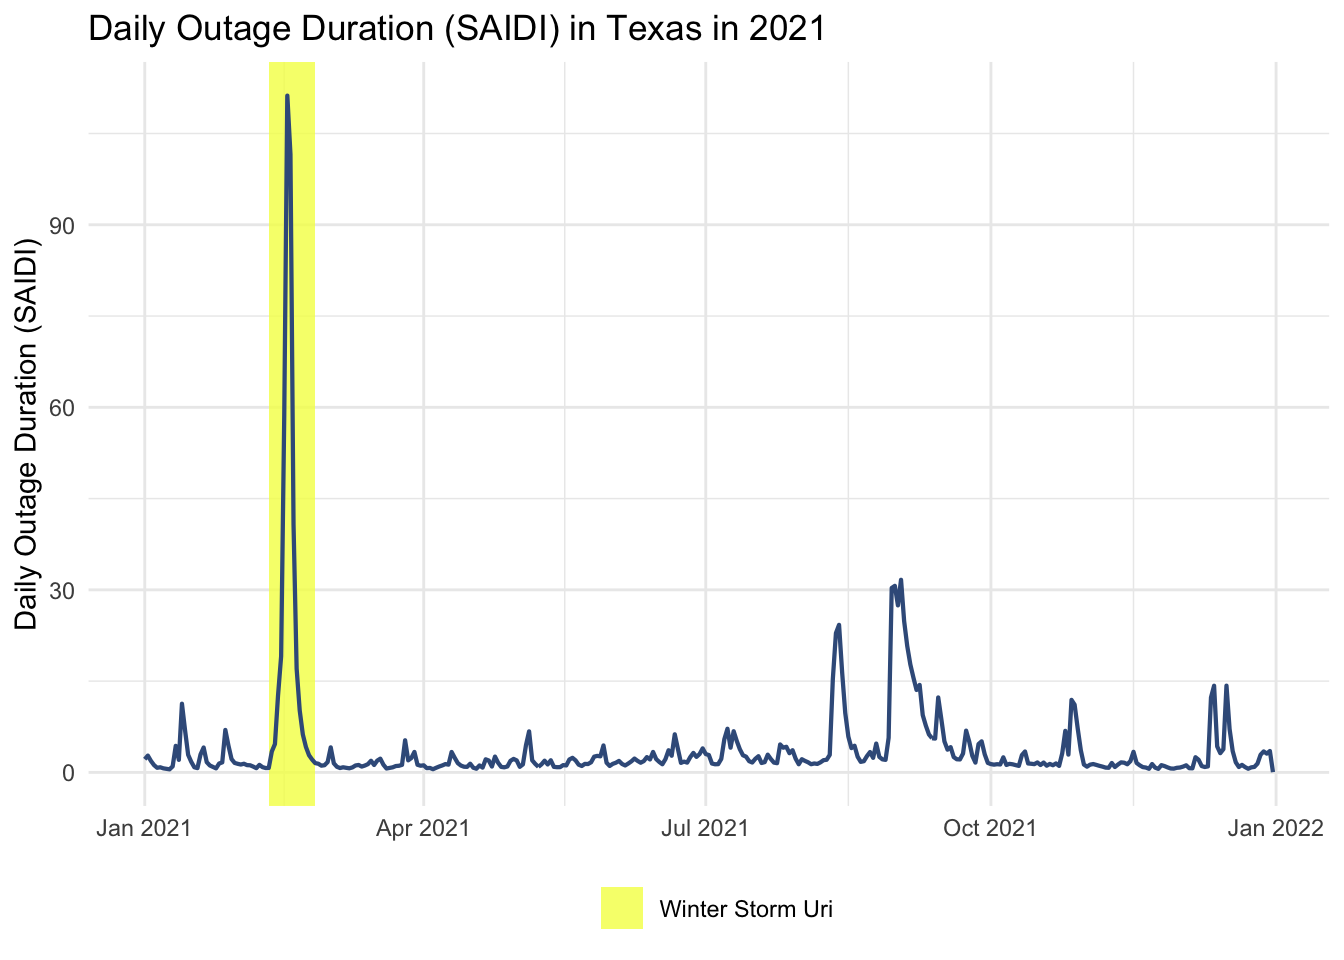 Daily Outage Duration (SAIDI) in Texas in 2021
Daily Outage Duration (SAIDI)
90
60
30
0
Jan 2021 Apr 2021 Jul 2021 Oct 2021 Jan 2022
Winter Storm Uri